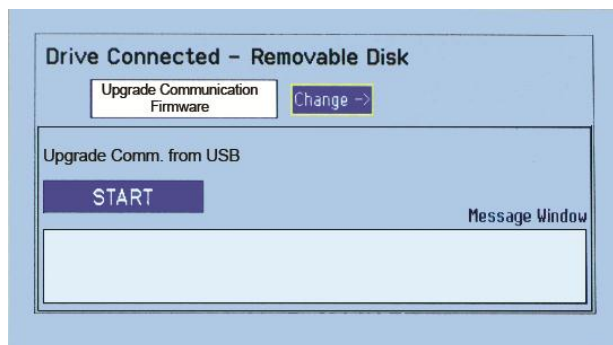 Drive Connected - Removable Disk
Upgrade Communication
Firmware
Change ->
Upgrade Comm. from USB
START
Message Window